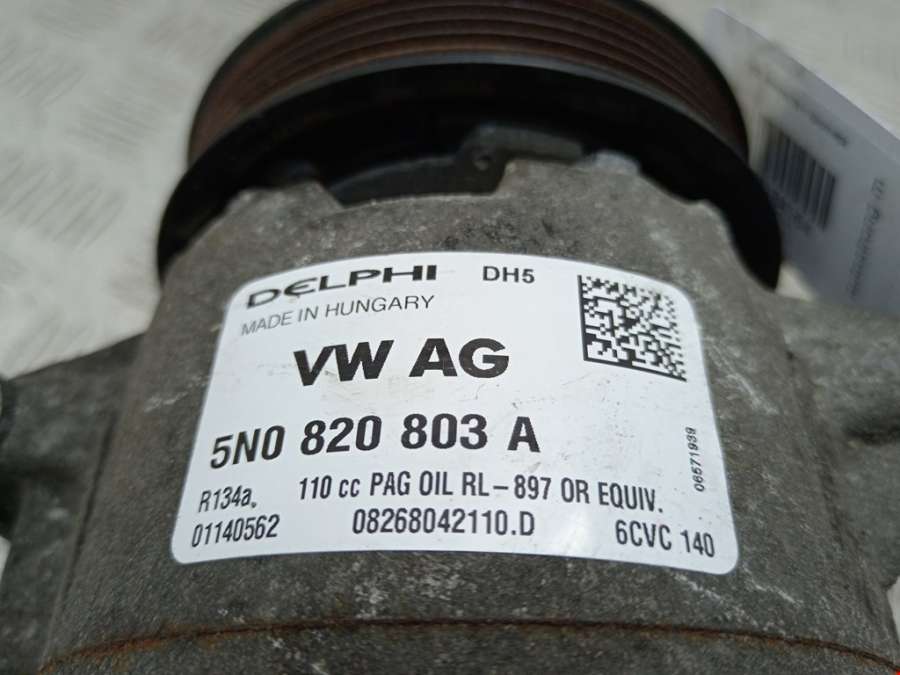 DELPHI DH5
MADE IN HUNGARY
VW AG
5N0 820 803 A
06571939
R134a. 110 cc PAG OIL RL-897 OR EQUIV.
01140562 08268042110.D 6CVC 140